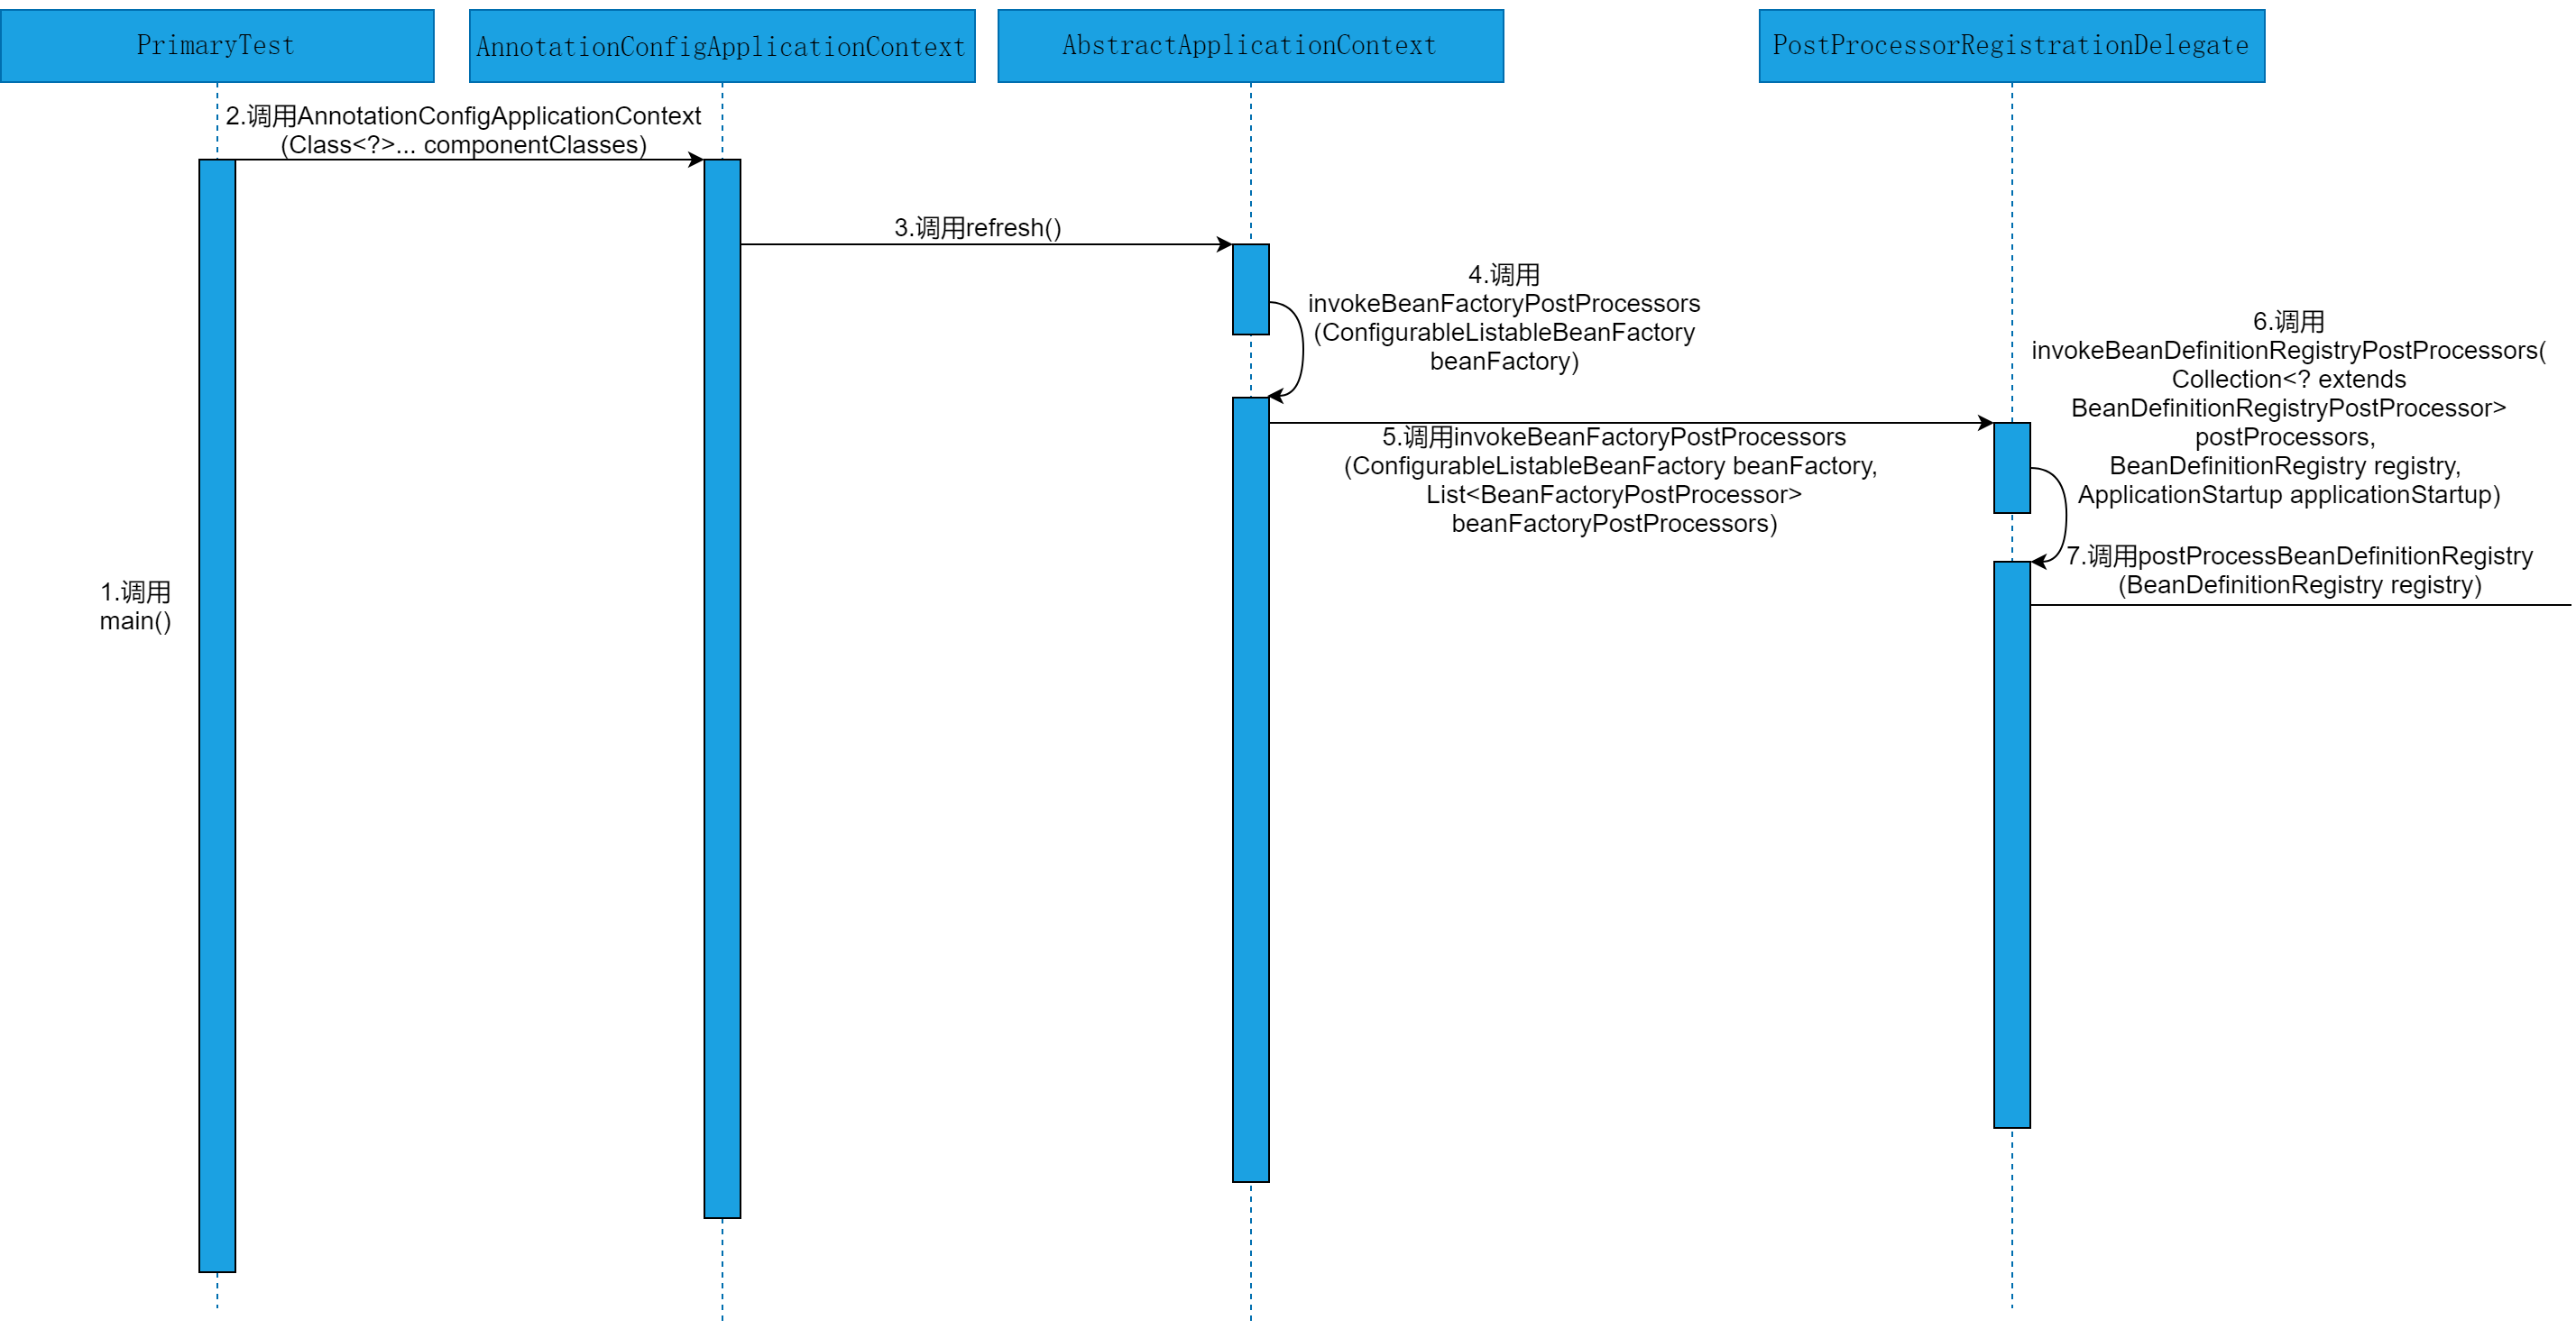 PrimaryTest
AnnotationConfigApplicationContext
AbstractApplicationContext
PostProcessorRegistrationDelegate
2.调用AnnotationConfigApplicationContext
(Class<?>... componentClasses)
3.调用refresh()
4.调用
invokeBeanFactoryPostProcessors
(ConfigurableListableBeanFactory
beanFactory)
5.调用invokeBeanFactoryPostProcessors
(ConfigurableListableBeanFactory beanFactory,
List<BeanFactoryPostProcessor>
beanFactoryPostProcessors)
6.调用
invokeBeanDefinitionRegistryPostProcessors(
Collection<? extends
BeanDefinitionRegistryPostProcessor>
postProcessors,
BeanDefinitionRegistry registry,
ApplicationStartup applicationStartup)
7.调用postProcessBeanDefinitionRegistry
(BeanDefinitionRegistry registry)
1.调用
main()